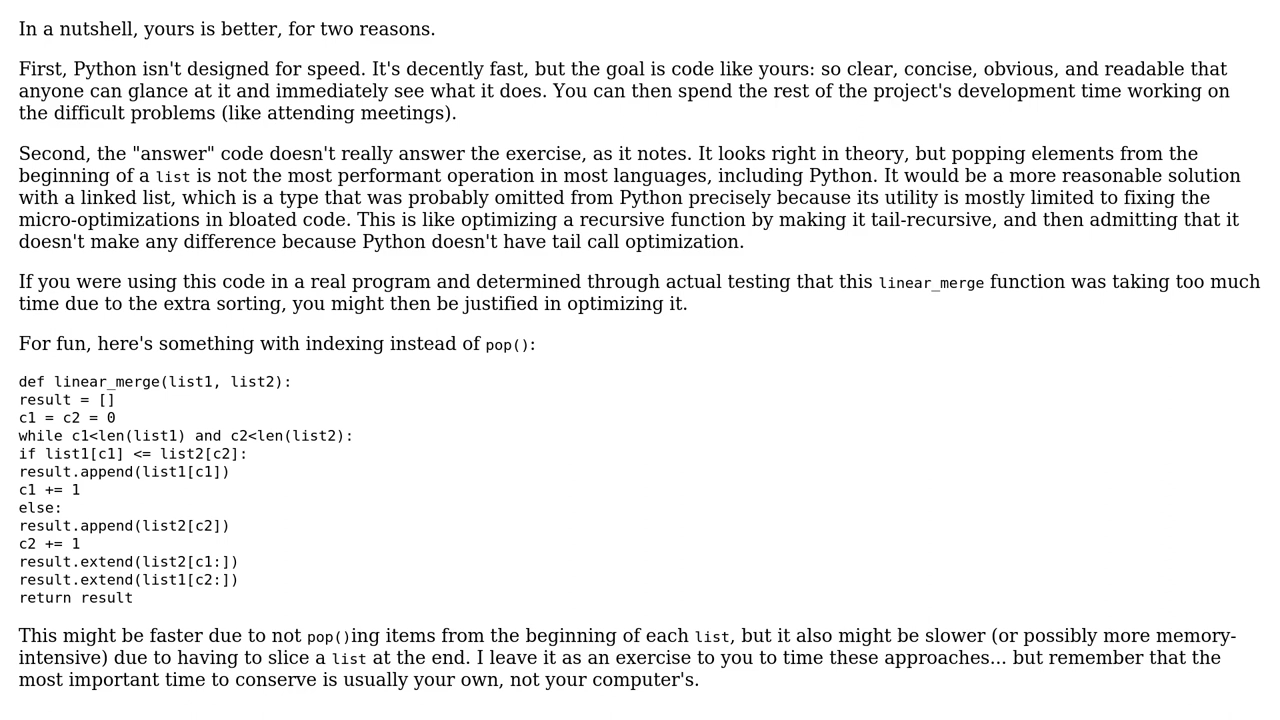 In a nutshell, yours is better, for two reasons.
First, Python isn't designed for speed. It's decently fast, but the goal is code like yours: so clear, concise, obvious, and readable that
anyone can glance at it and immediately see what it does. You can then spend the rest of the project's development time working on
the difficult problems (like attending meetings).
Second, the "answer" code doesn't really answer the exercise, as it notes. It looks right in theory, but popping elements from the
beginning of a list is not the most performant operation in most languages, including Python. It would be a more reasonable solution
with a linked list, which is a type that was probably omitted from Python precisely because its utility is mostly limited to fixing the
micro-optimizations in bloated code. This is like optimizing a recursive function by making it tail-recursive, and then admitting that it
doesn't make any difference because Python doesn't have tail call optimization.
If you were using this code in a real program and determined through actual testing that this linear_merge function was taking too much
time due to the extra sorting, you might then be justified in optimizing it.
For fun, here's something with indexing instead of pop():
def linear_merge(list1, list2):
result = []
c1 = c2 = 0
while c1<len(list1) and c2<len(list2):
if list1[c1] <= list2[c2]:
result.append(list1[c1])
c1 += 1
else:
result.append(list2[c2])
c2 += 1
result.extend(list2[c1:])
result.extend(list1[c2:])
return result
This might be faster due to not pop()ing items from the beginning of each list, but it also might be slower (or possibly more memory-
intensive) due to having to slice a list at the end. I leave it as an exercise to you to time these approaches... but remember that the
most important time to conserve is usually your own, not your computer's.